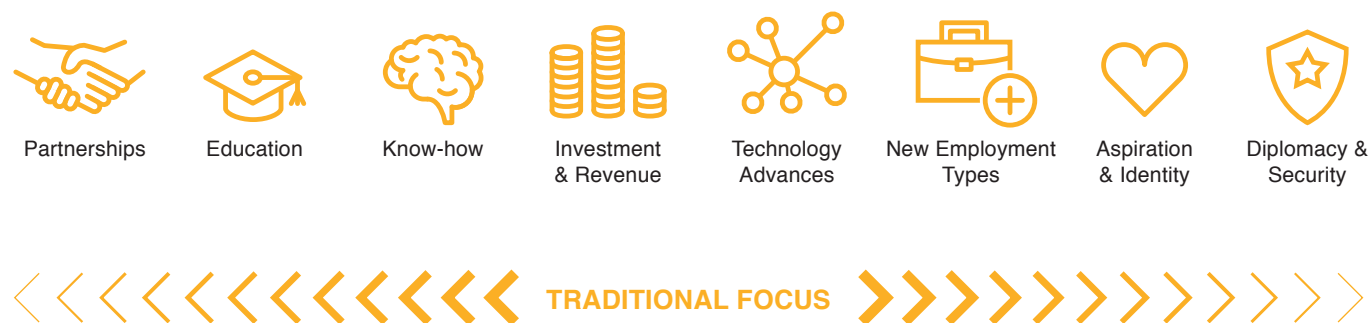 Partnerships
Education
Know-how
Investment
& Revenue
Technology
Advances
New Employment
Types
Aspiration
& Identity
Diplomacy &
Security
TRADITIONAL FOCUS